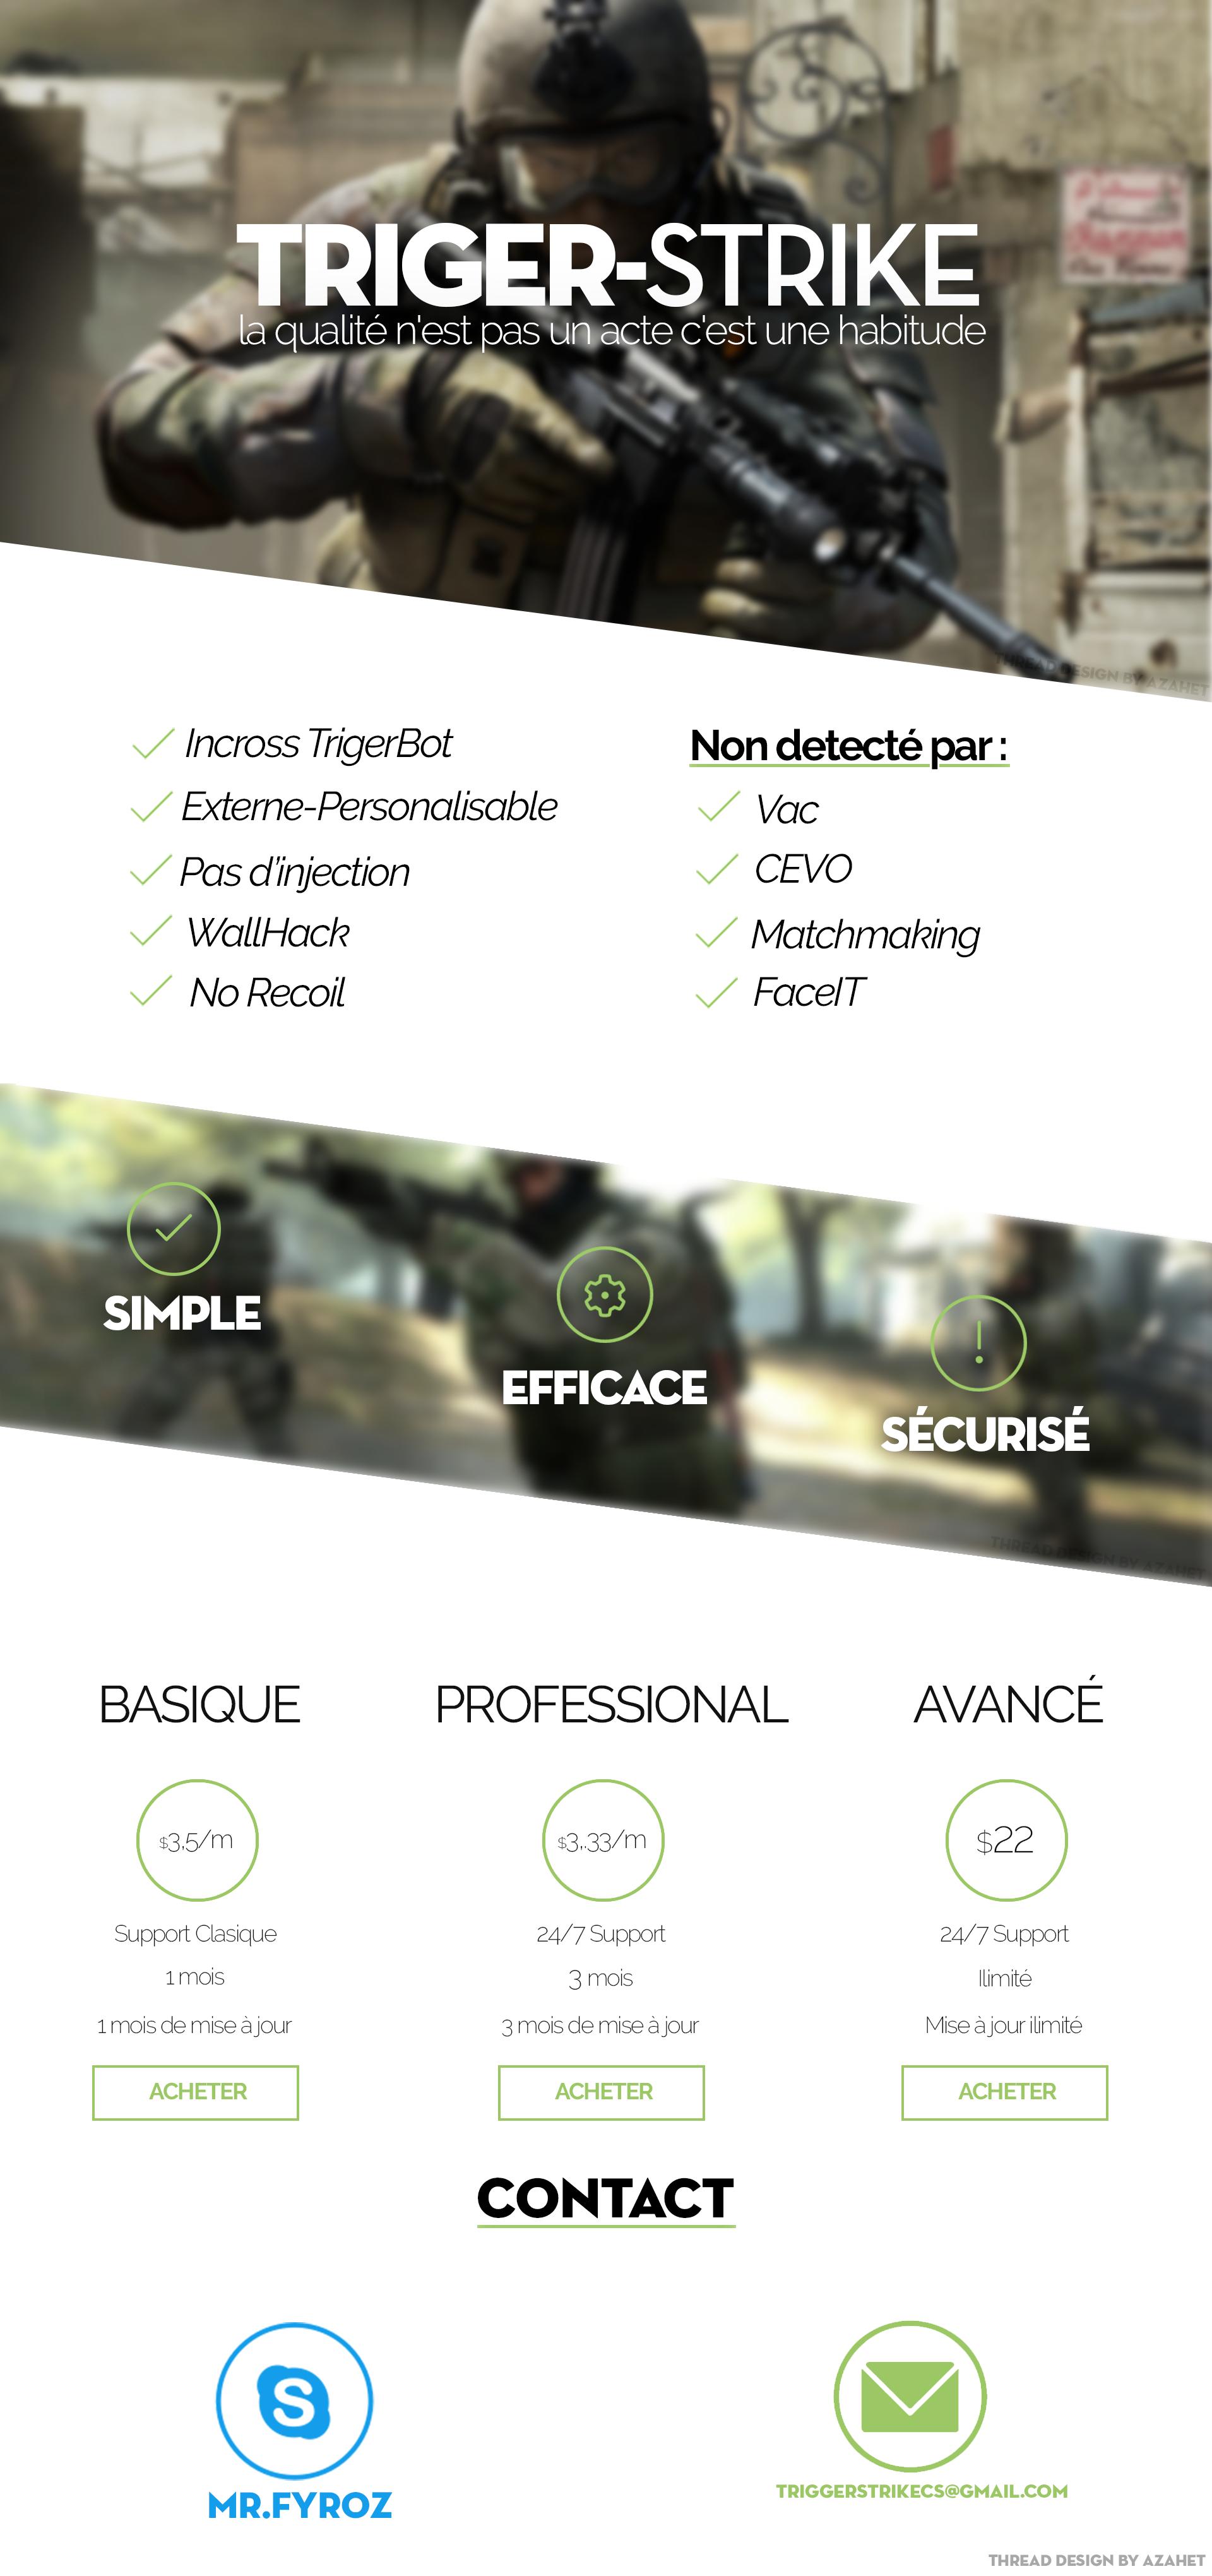 TRIGER-STRIKE
la qualité n'est pas un acte c'est une habitude
THREAD DESIGN BY AZAHET
Incross TrigerBot
Externe-Personalisable
Pas d'injection
WallHack
No Recoil
Non detecté par :
Vac
CEVO
Matchmaking
FaceIT
SIMPLE
EFFICACE
SÉCURISÉ
THREAD DESIGN BY AZAHET
BASIQUE
$3,5/m
Support Clasique
1 mois
1 mois de mise à jour
ACHETER
PROFESSIONAL
$3,.33/m
24/7 Support
3 mois
3 mois de mise à jour
ACHETER
AVANCÉ
$22
24/7 Support
Ilimité
Mise à jour ilimité
ACHETER
CONTACT
MR.FYROZ
TRIGGERSTRIKECS@GMAIL.COM
THREAD DESIGN BY AZAHET